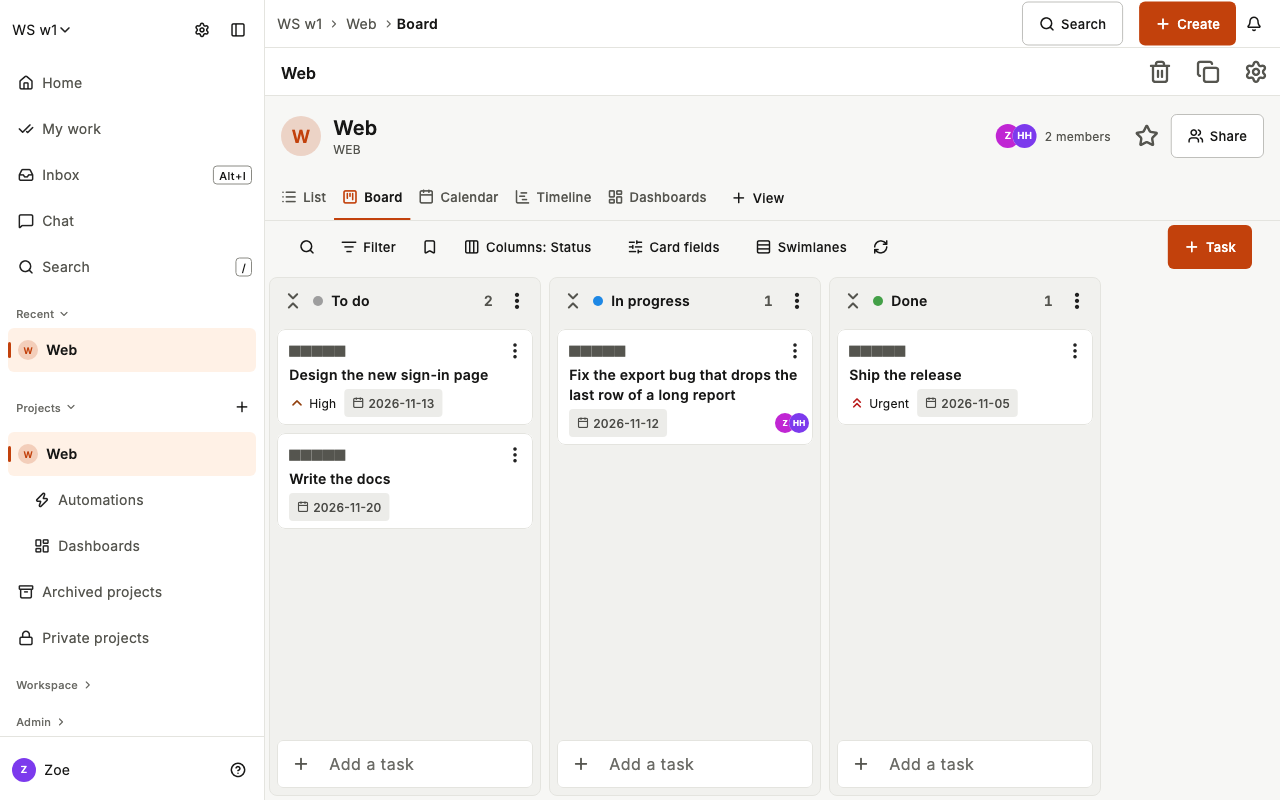 WS w1
Home
My work
Inbox Alt+I
Chat
Search /
Recent
W Web
Projects
W Web
Automations
Dashboards
Archived projects
Private projects
Workspace
Admin
Z Zoe
WS w1 Web Board
Search
Create
Web
W
Web
WEB
Z HH 2 members
Share
List Board Calendar Timeline Dashboards View
Filter Columns: Status Card fields Swimlanes
Task
To do 2
Design the new sign-in page
High 2026-11-13
Write the docs
2026-11-20
Add a task
In progress 1
Fix the export bug that drops the
last row of a long report
2026-11-12 Z HH
Add a task
Done 1
Ship the release
Urgent 2026-11-05
Add a task